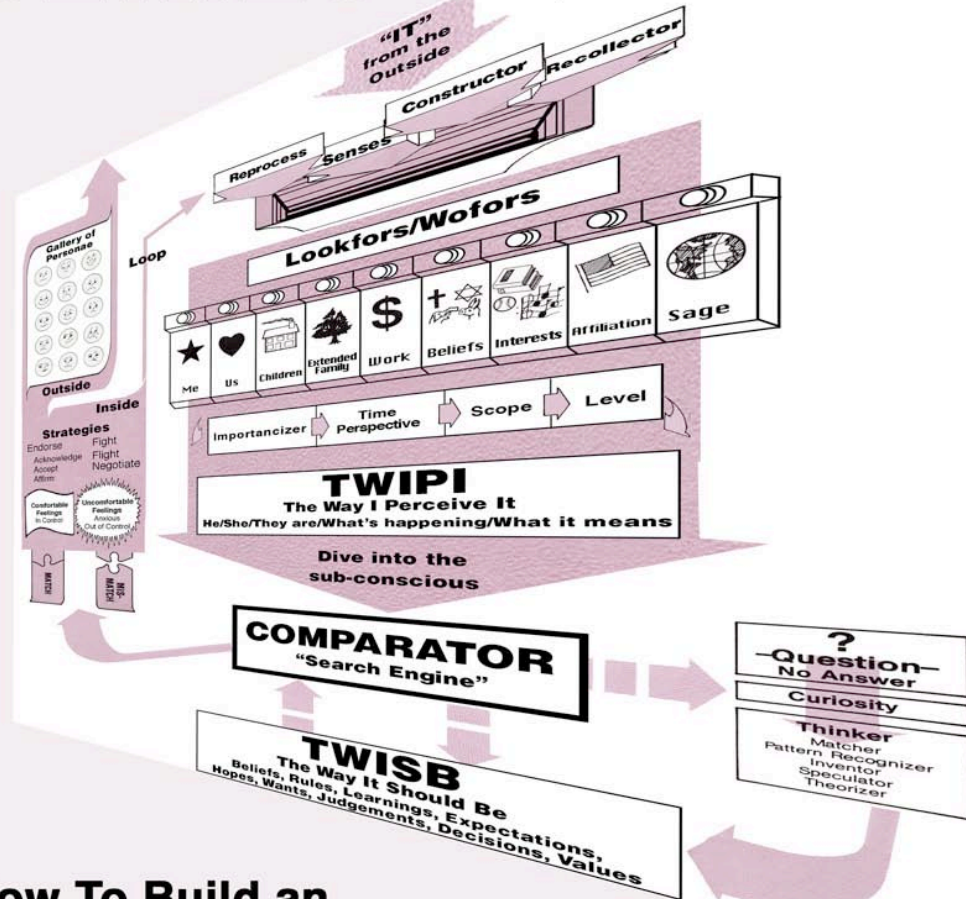 “IT”
from the
Outside
Reprocess
Senses
Constructor
Recollector
Lookfors/Wofors
Me
Us
Children
Extended
Family
Work
$
Beliefs
Interests
Affiliation
Sage
Importancizer
Time
Perspective
Scope
Level
TWIPI
The Way I Perceive It
He/She/They are/What's happening/What it means
Dive into the
sub-conscious
COMPARATOR
“Search Engine”
TWISB
The Way It Should Be
Beliefs, Rules, Learnings, Expectations,
Hopes, Wants, Judgements, Decisions, Values
?
–Question–
No Answer
Curiosity
Thinker
Matcher
Pattern Recognizer
Inventor
Speculator
Theorizer
Gallery of
Personae
Loop
Outside
Inside
Strategies
Endorse
Acknowledge
Accept
Affirm
Fight
Flight
Negotiate
Comfortable
Feelings
In Control
Uncomfortable
Feelings
Anxious
Out of Control
MATCH
MIS-
MATCH
To Build an